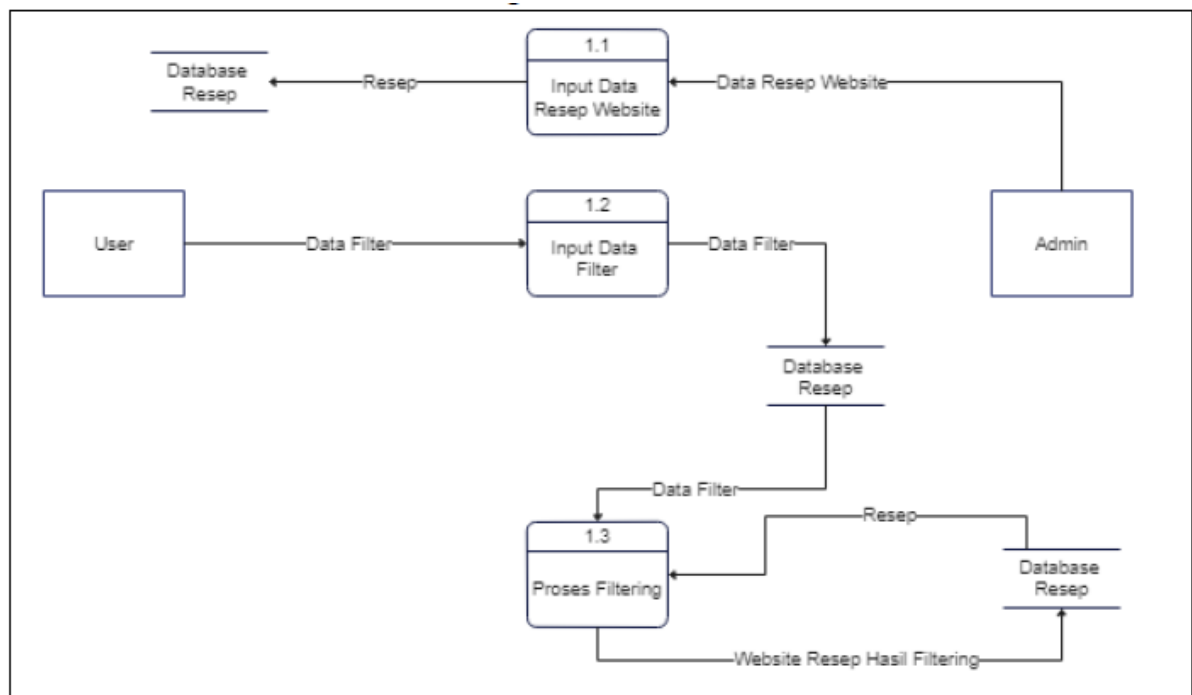 1.1
Database
Resep
Resep
Input Data
Resep Website
Data Resep Website
1.2
User
Data Filter
Input Data
Filter
Data Filter
Admin
Database
Resep
Data Filter
Resep
1.3
Proses Filtering
Database
Resep
Website Resep Hasil Filtering